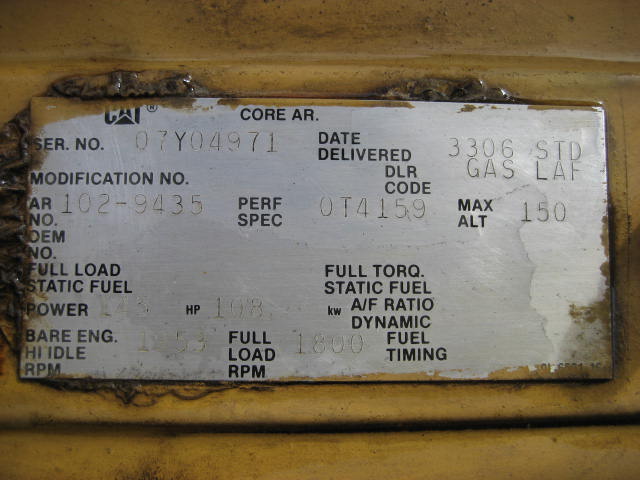 CAT® CORE AR.
SER. NO. 07Y04971 DATE DELIVERED 3306 STD
MODIFICATION NO. DLR CODE GAS LAF
AR NO. 102-9435 PERF SPEC 0T4159 MAX ALT 150
OEM NO.
FULL LOAD STATIC FUEL FULL TORQ. STATIC FUEL
POWER 145 HP 108 kw A/F RATIO DYNAMIC
BARE ENG. HI IDLE RPM FULL LOAD RPM 1800 FUEL TIMING